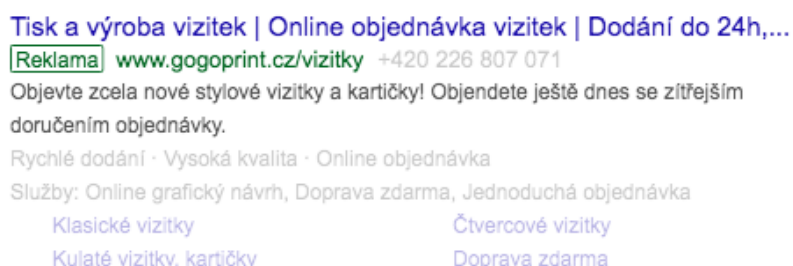 Tisk a výroba vizitek | Online objednávka vizitek | Dodání do 24h,...
Reklama www.gogoprint.cz/vizitky +420 226 807 071
Objevte zcela nové stylové vizitky a kartičky! Objendete ještě dnes se zítřejším
doručením objednávky.
Rychlé dodání · Vysoká kvalita · Online objednávka
Služby: Online grafický návrh, Doprava zdarma, Jednoduchá objednávka
Klasické vizitky Čtvercové vizitky
Kulaté vizitky, kartičky Doprava zdarma